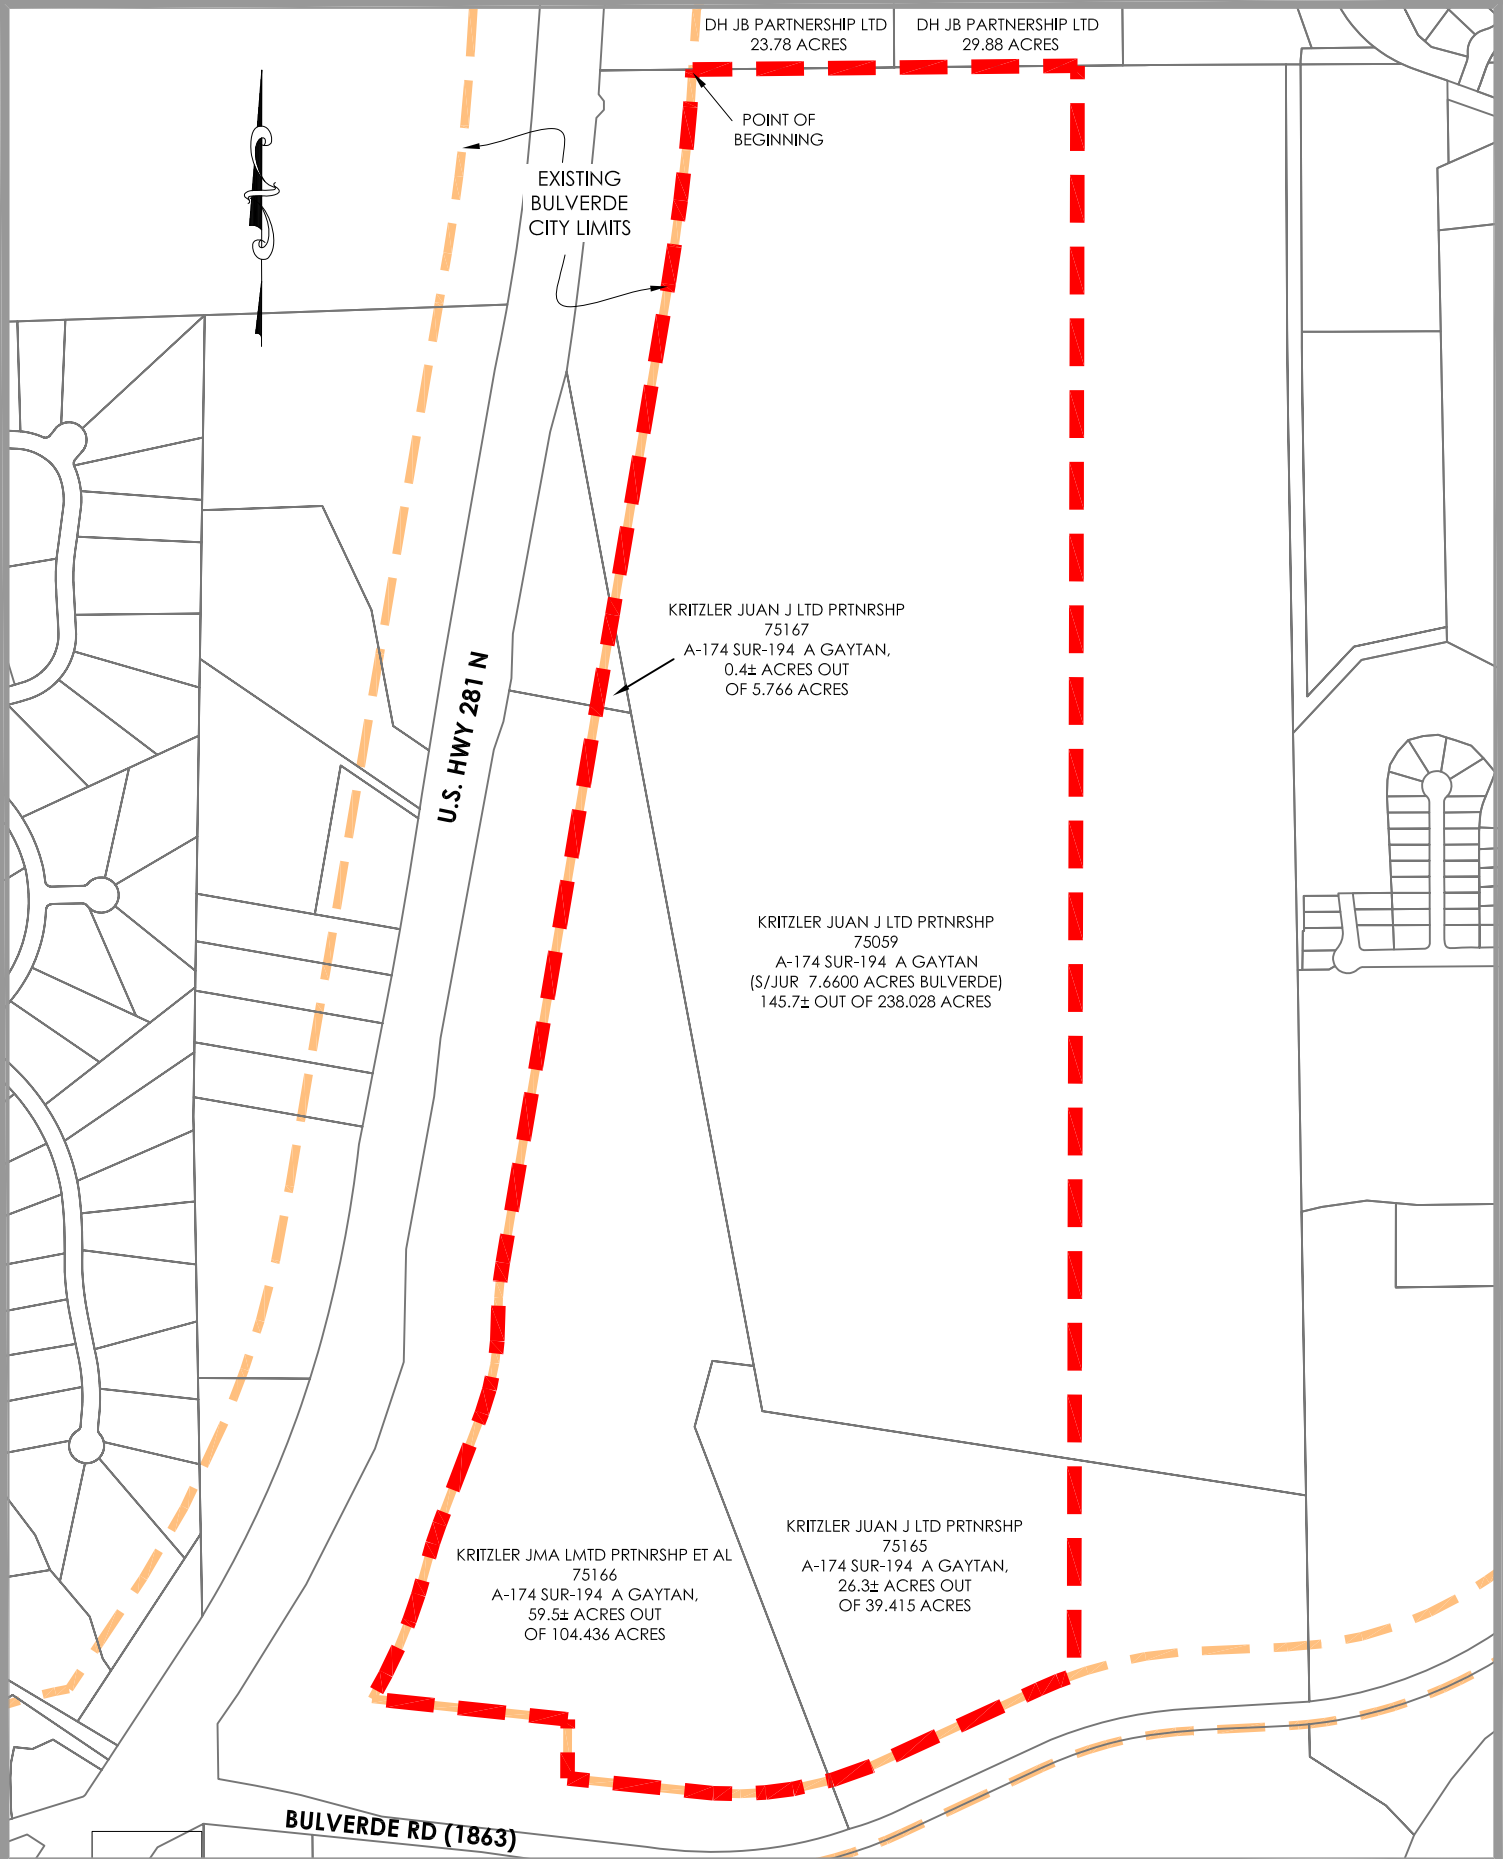 DH JB PARTNERSHIP LTD
23.78 ACRES
DH JB PARTNERSHIP LTD
29.88 ACRES
POINT OF
BEGINNING
EXISTING
BULVERDE
CITY LIMITS
KRITZLER JUAN J LTD PRTNRSHP
75167
A-174 SUR-194 A GAYTAN,
0.4± ACRES OUT
OF 5.766 ACRES
U.S. HWY 281 N
KRITZLER JUAN J LTD PRTNRSHP
75059
A-174 SUR-194 A GAYTAN
(S/JUR 7.6600 ACRES BULVERDE)
145.7± OUT OF 238.028 ACRES
KRITZLER JUAN J LTD PRTNRSHP
75165
A-174 SUR-194 A GAYTAN,
26.3± ACRES OUT
OF 39.415 ACRES
KRITZLER JMA LMTD PRTNRSHP ET AL
75166
A-174 SUR-194 A GAYTAN,
59.5± ACRES OUT
OF 104.436 ACRES
BULVERDE RD (1863)